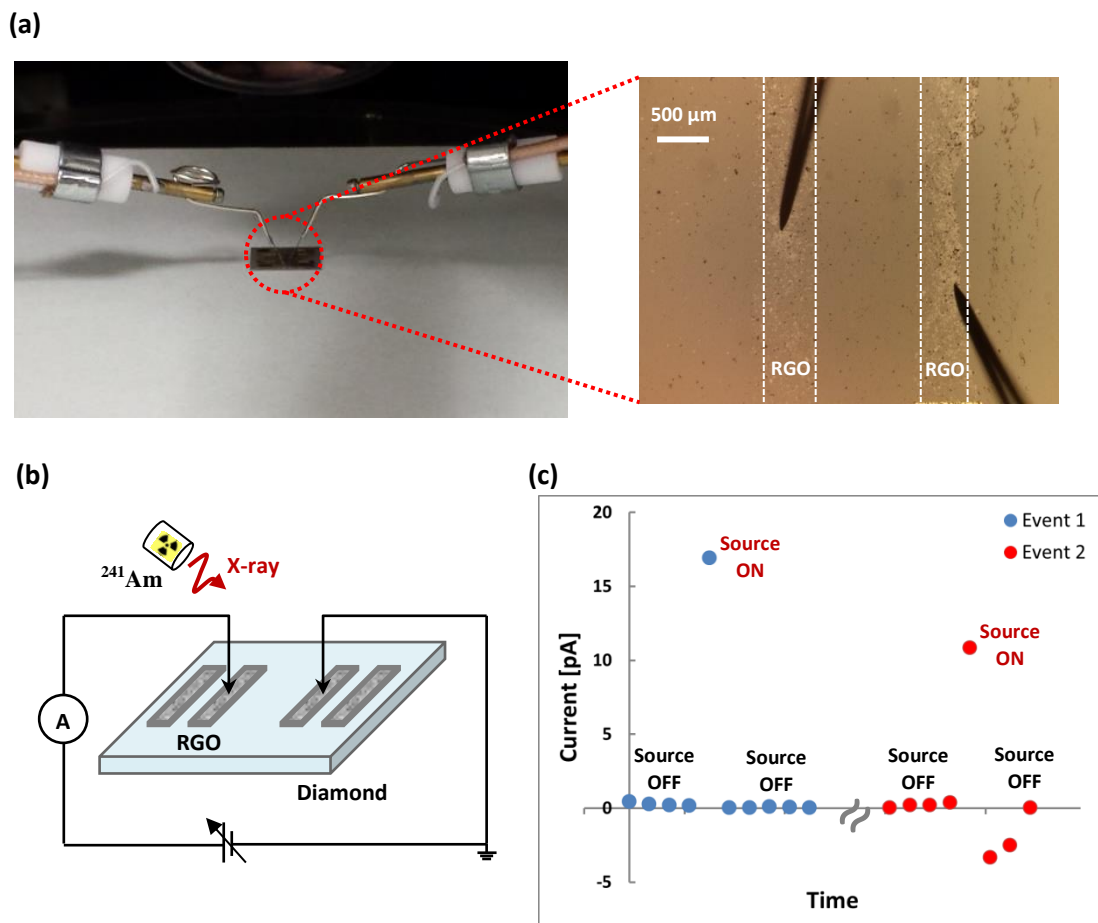 (a)
500 µm
RGO
RGO
(b)
²⁴¹Am
X-ray
A
RGO
Diamond
(c)
20
15
10
5
0
-5
Current [pA]
Time
Event 1
Event 2
Source
ON
Source
ON
Source
OFF
Source
OFF
Source
OFF
Source
OFF